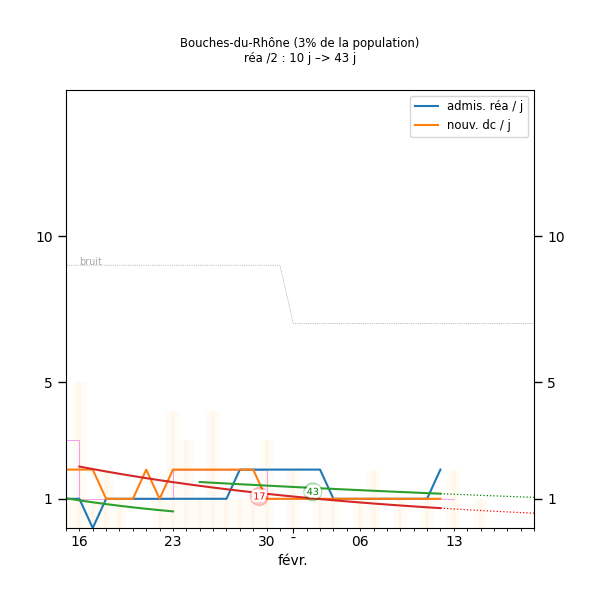 Bouches-du-Rhône (3% de la population)
réa /2 : 10 j –> 43 j
admis. réa / j
nouv. dc / j
10
10
bruit
5
5
17
43
1
1
16
23
30
-
06
13
févr.